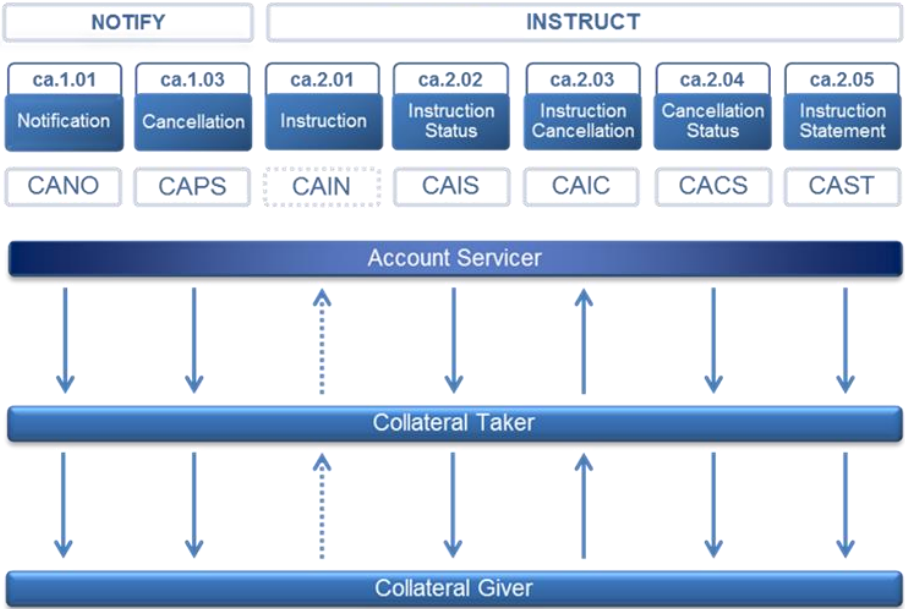 NOTIFY
INSTRUCT
ca.1.01
ca.1.03
ca.2.01
ca.2.02
ca.2.03
ca.2.04
ca.2.05
Notification
Cancellation
Instruction
Instruction
Status
Instruction
Cancellation
Cancellation
Status
Instruction
Statement
CANO
CAPS
CAIN
CAIS
CAIC
CACS
CAST
Account Servicer
Collateral Taker
Collateral Giver